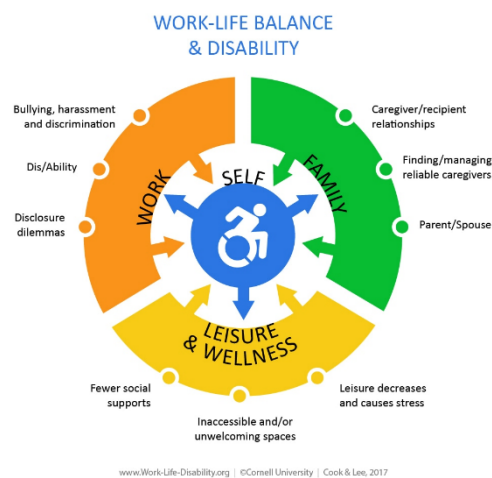 WORK-LIFE BALANCE
& DISABILITY
Bullying, harassment
and discrimination
Dis/Ability
Disclosure
dilemmas
Caregiver/recipient
relationships
Finding/managing
reliable caregivers
Parent/Spouse
WORK
SELF
FAMILY
LEISURE
& WELLNESS
Fewer social
supports
Inaccessible and/or
unwelcoming spaces
Leisure decreases
and causes stress
www.Work-Life-Disability.org | ©Cornell University | Cook & Lee, 2017